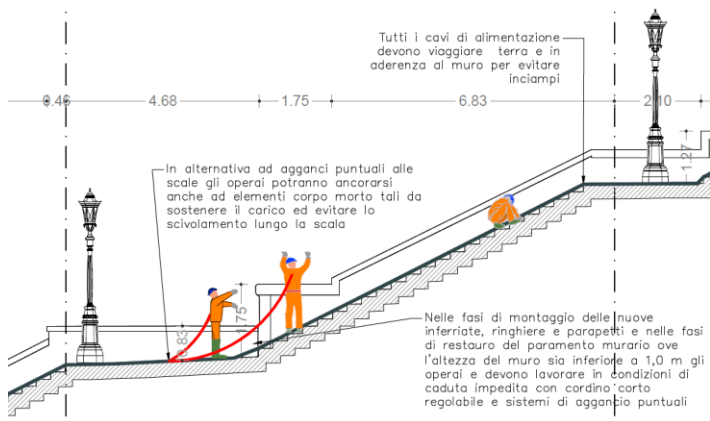 Tutti i cavi di alimentazione
devono viaggiare terra e in
aderenza al muro per evitare
inciampi
0.46
4.68
1.75
6.83
2.10
1.27
In alternativa ad agganci puntuali alle
scale gli operai potranno ancorarsi
anche ad elementi corpo morto tali da
sostenere il carico ed evitare lo
scivolamento lungo la scala
1.75
0.83
Nelle fasi di montaggio delle nuove
inferriate, ringhiere e parapetti e nelle fasi
di restauro del paramento murario ove
l'altezza del muro sia inferiore a 1,0 m gli
operai e devono lavorare in condizioni di
caduta impedita con cordino corto
regolabile e sistemi di aggancio puntuali